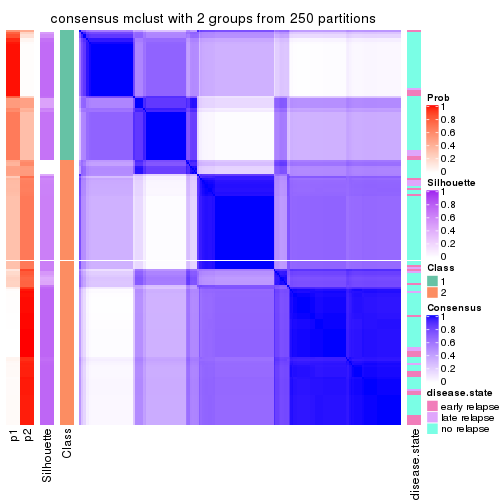 consensus mclust with 2 groups from 250 partitions
Prob
1
0.8
0.6
0.4
0.2
0
Silhouette
1
0.8
0.6
0.4
0.2
0
Class
1
2
Consensus
1
0.8
0.6
0.4
0.2
0
disease.state
early relapse
late relapse
no relapse
p1
p2
Silhouette
Class
disease.state